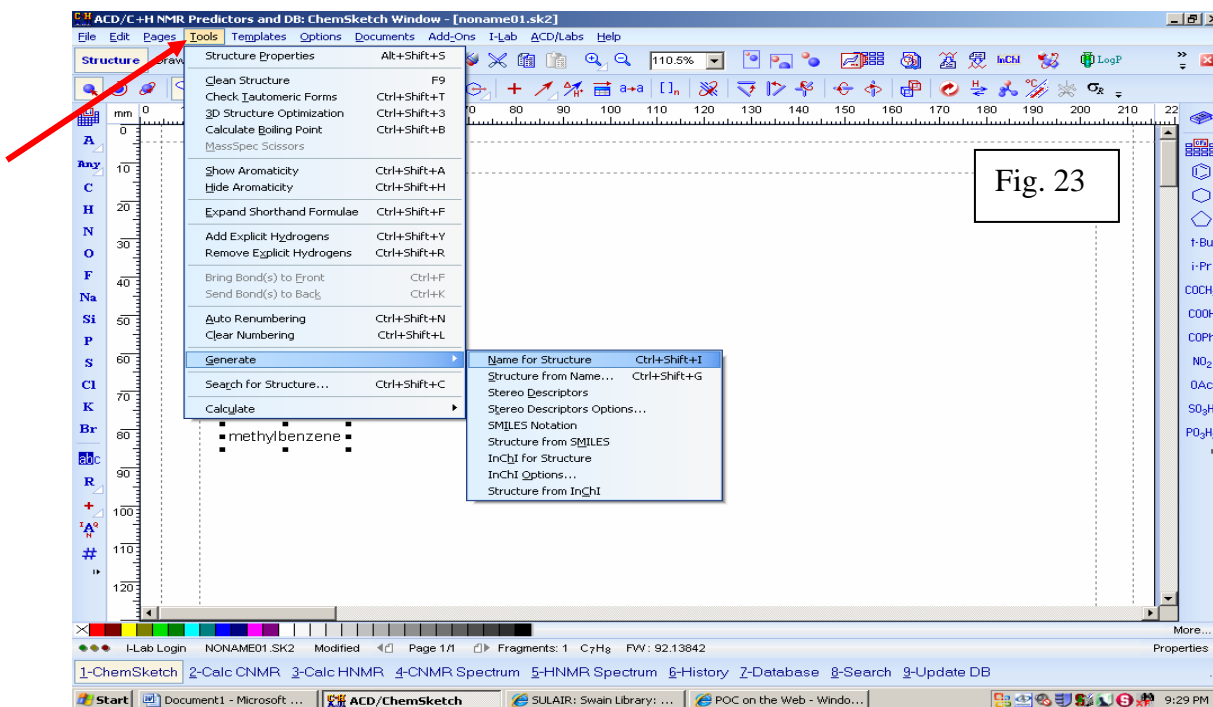 ACD/C+H NMR Predictors and DB: ChemSketch Window - [noname01.sk2]
File Edit Pages Tools Templates Options Documents Add-Ons I-Lab ACD/Labs Help
Structure Draw 110.5% InChI LogP
mm 0 70 80 90 100 110 120 130 140 150 160 170 180 190 200 210 22
Structure Properties Alt+Shift+S
Clean Structure F9
Check Tautomeric Forms Ctrl+Shift+T
3D Structure Optimization Ctrl+Shift+3
Calculate Boiling Point Ctrl+Shift+B
MassSpec Scissors
Show Aromaticity Ctrl+Shift+A
Hide Aromaticity Ctrl+Shift+H
Expand Shorthand Formulae Ctrl+Shift+F
Add Explicit Hydrogens Ctrl+Shift+Y
Remove Explicit Hydrogens Ctrl+Shift+R
Bring Bond(s) to Front Ctrl+F
Send Bond(s) to Back Ctrl+K
Auto Renumbering Ctrl+Shift+N
Clear Numbering Ctrl+Shift+L
Generate
Search for Structure... Ctrl+Shift+C
Calculate
Name for Structure Ctrl+Shift+I
Structure from Name... Ctrl+Shift+G
Stereo Descriptors
Stereo Descriptors Options...
SMILES Notation
Structure from SMILES
InChI for Structure
InChI Options...
Structure from InChI
Fig. 23
methylbenzene
A
Any
C
H
N
O
F
Na
Si
P
S
Cl
K
Br
abc
R
#
0
10
20
30
40
50
60
70
80
90
100
110
120
t-Bu
i-Pr
COCH
COOH
COPh
NO2
OAc
SO3H
PO3H
More...
I-Lab Login NONAME01.SK2 Modified Page 1/1 Fragments: 1 C7H8 FW: 92.13842 Properties
1-ChemSketch 2-Calc CNMR 3-Calc HNMR 4-CNMR Spectrum 5-HNMR Spectrum 6-History 7-Database 8-Search 9-Update DB
Start Document1 - Microsoft ... ACD/ChemSketch SULAIR: Swain Library: ... POC on the Web - Windo... 9:29 PM